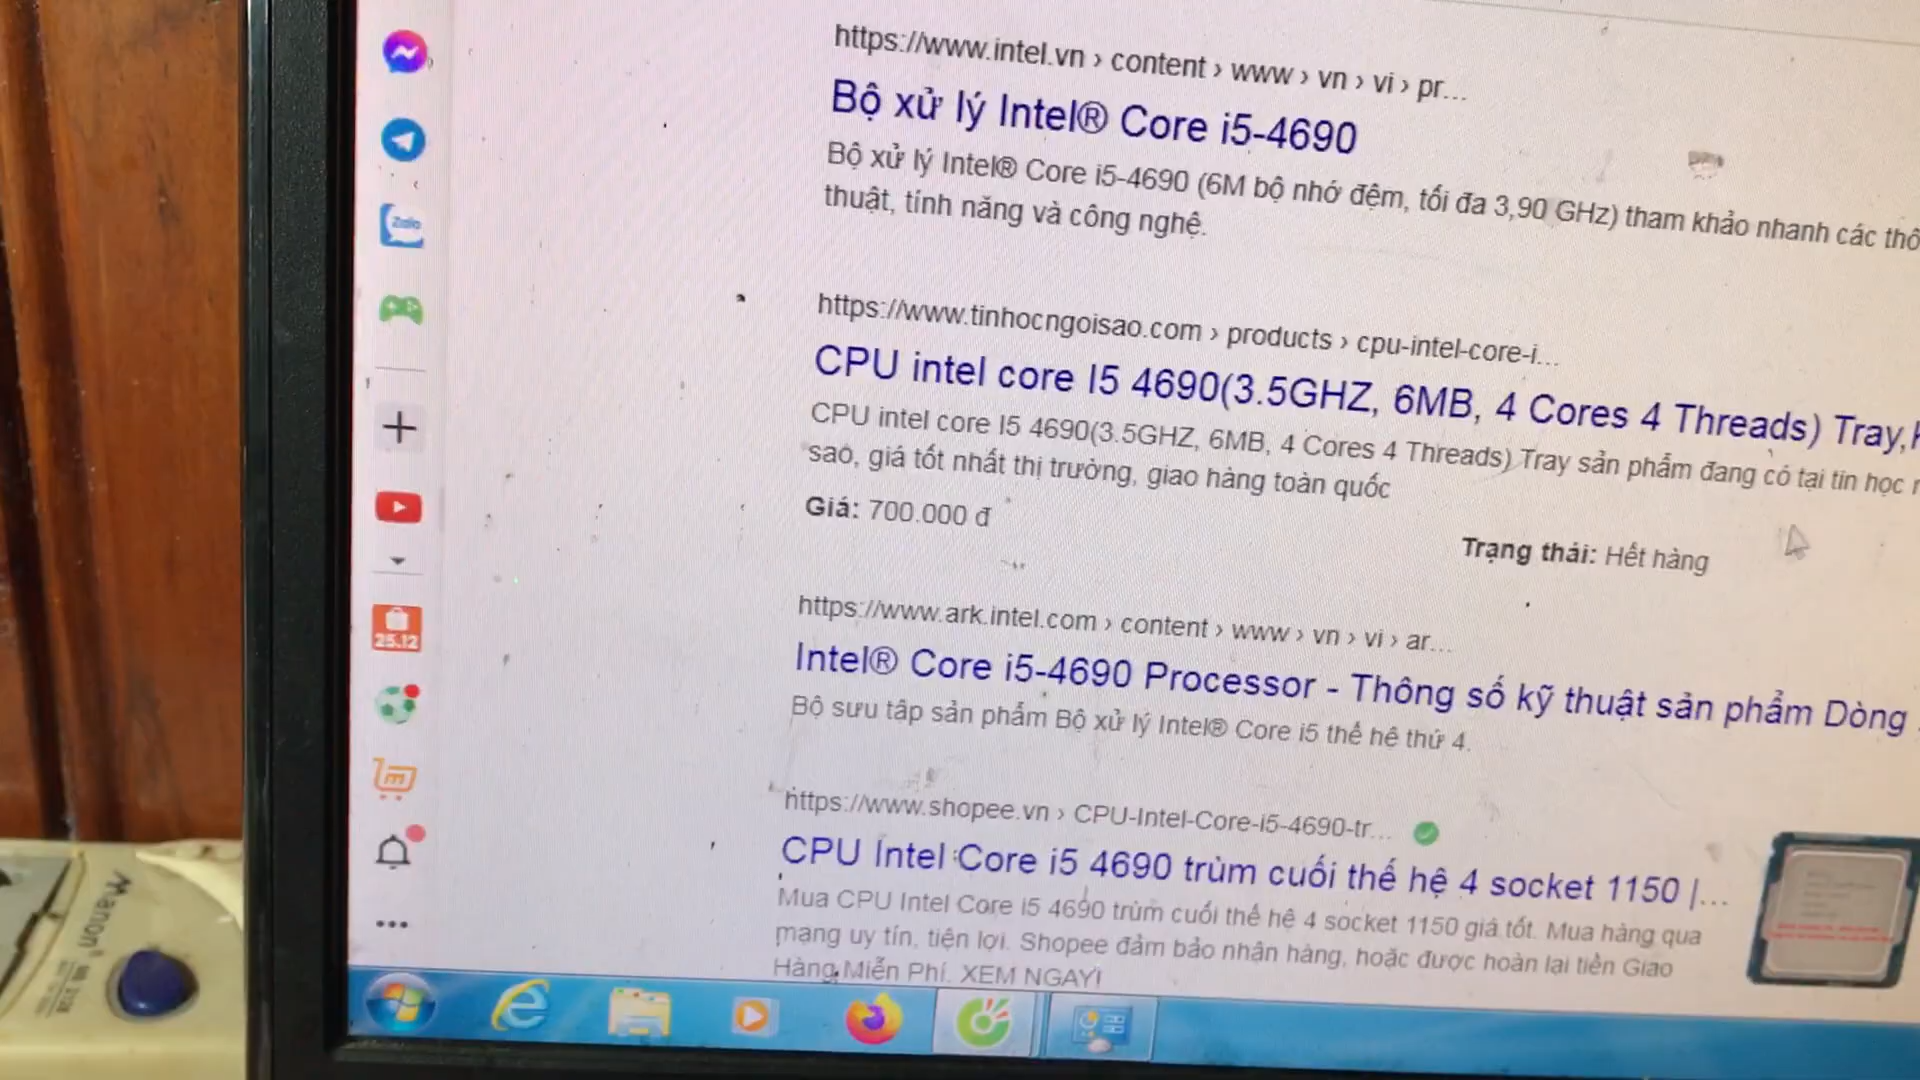 https://www.intel.vn › content › www › vn › vi › pr...
Bộ xử lý Intel® Core i5-4690
Bộ xử lý Intel® Core i5-4690 (6M bộ nhớ đệm, tối đa 3,90 GHz) tham khảo nhanh các thô
thuật, tính năng và công nghệ.
Zalo
https://www.tinhocngoisao.com › products › cpu-intel-core-i...
CPU intel core I5 4690(3.5GHZ, 6MB, 4 Cores 4 Threads) Tray,
CPU intel core I5 4690(3.5GHZ, 6MB, 4 Cores 4 Threads) Tray sản phẩm đang có tại tin học
sao, giá tốt nhất thị trường, giao hàng toàn quốc
Giá: 700.000 đ
Trạng thái: Hết hàng
https://www.ark.intel.com › content › www › vn › vi › ar...
25.12
Intel® Core i5-4690 Processor - Thông số kỹ thuật sản phẩm Dòng
Bộ sưu tập sản phẩm Bộ xử lý Intel® Core i5 thế hệ thứ 4.
https://www.shopee.vn › CPU-Intel-Core-i5-4690-tr...
CPU Intel Core i5 4690 trùm cuối thế hệ 4 socket 1150 |...
Mua CPU Intel Core i5 4690 trùm cuối thế hệ 4 socket 1150 giá tốt. Mua hàng qua
mạng uy tín, tiện lợi. Shopee đảm bảo nhận hàng, hoặc được hoàn lại tiền Giao
Hàng Miễn Phí. XEM NGAY!